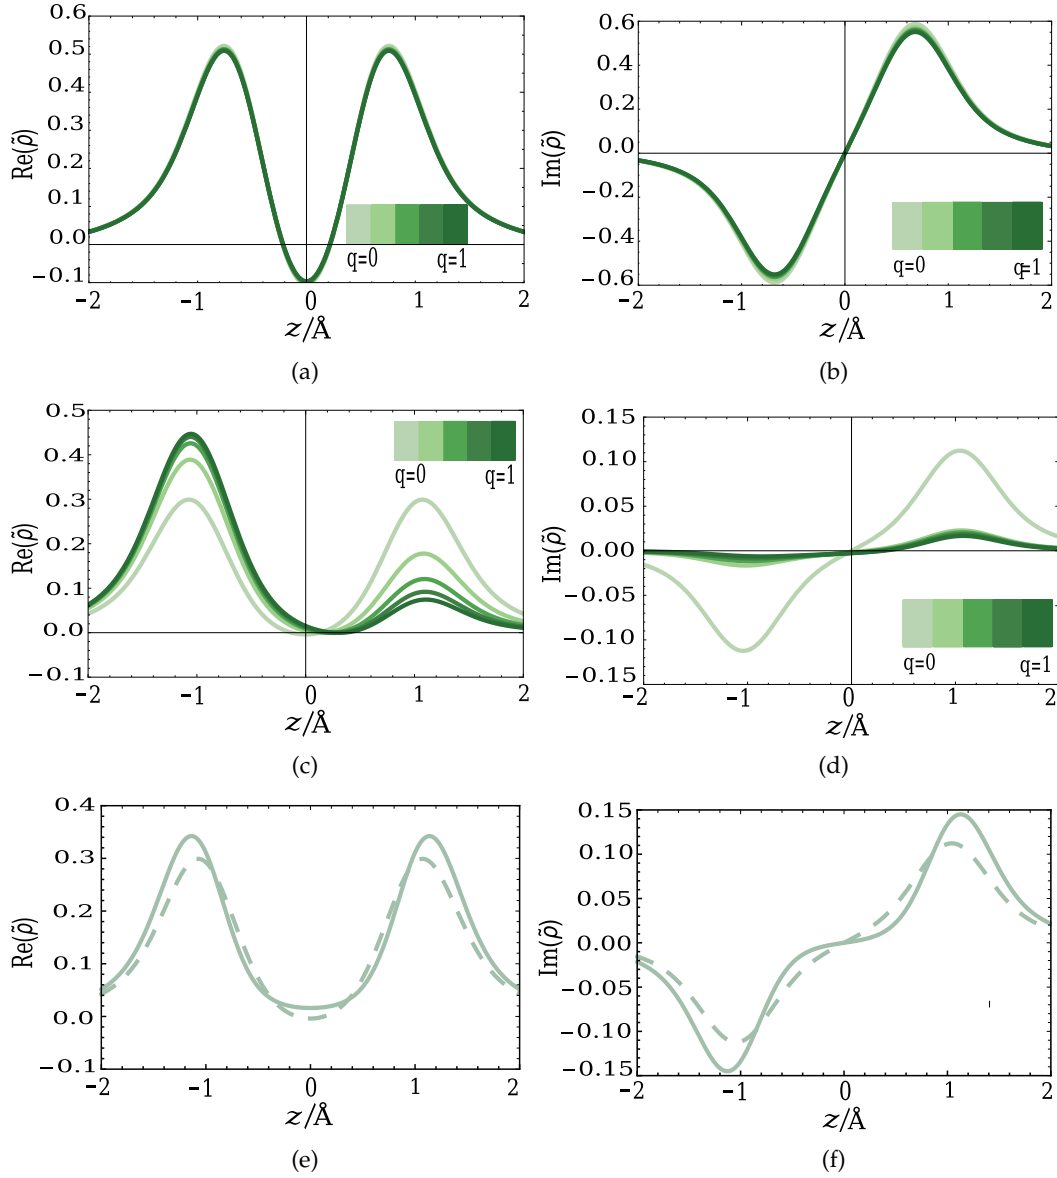 0.6
0.5
0.4
0.3
0.2
0.1
0.0
−0.1
Re(ρ̃)
q=0
q=1
−2
−1
0
1
2
z/Å
(a)
0.6
0.4
0.2
0.0
−0.2
−0.4
−0.6
Im(ρ̃)
q=0
q=1
−2
−1
0
1
2
z/Å
(b)
0.5
0.4
0.3
0.2
0.1
0.0
−0.1
Re(ρ̃)
q=0
q=1
−2
−1
0
1
2
z/Å
(c)
0.15
0.10
0.05
0.00
−0.05
−0.10
−0.15
Im(ρ̃)
q=0
q=1
−2
−1
0
1
2
z/Å
(d)
0.4
0.3
0.2
0.1
0.0
−0.1
Re(ρ̃)
−2
−1
0
1
2
z/Å
(e)
0.15
0.10
0.05
0.00
−0.05
−0.10
−0.15
Im(ρ̃)
−2
−1
0
1
2
z/Å
(f)